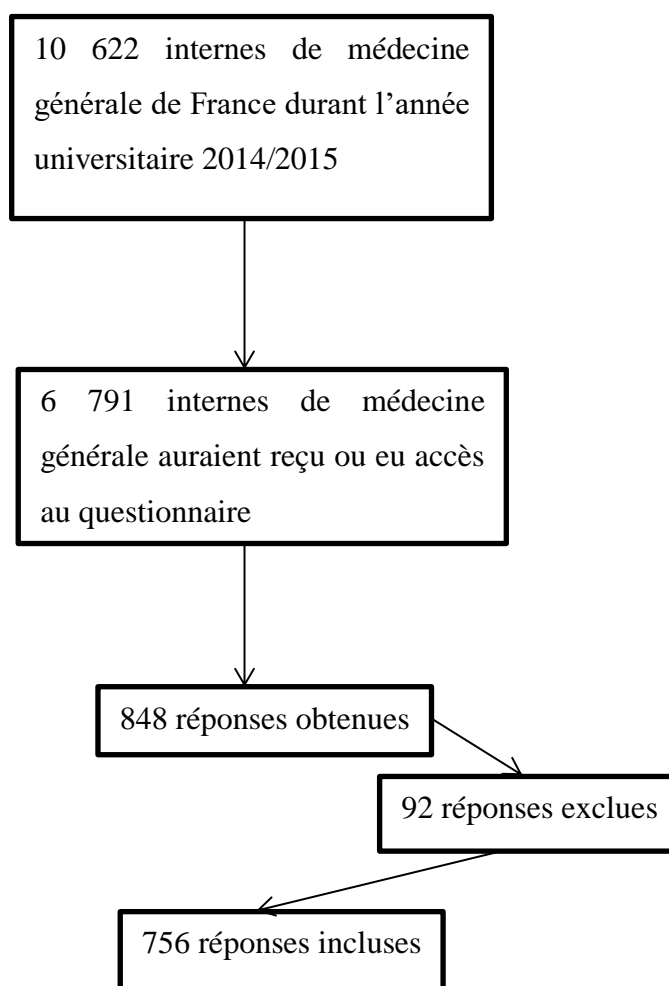 10 622 internes de médecine
générale de France durant l’année
universitaire 2014/2015
6 791 internes de médecine
générale auraient reçu ou eu accès
au questionnaire
848 réponses obtenues
92 réponses exclues
756 réponses incluses